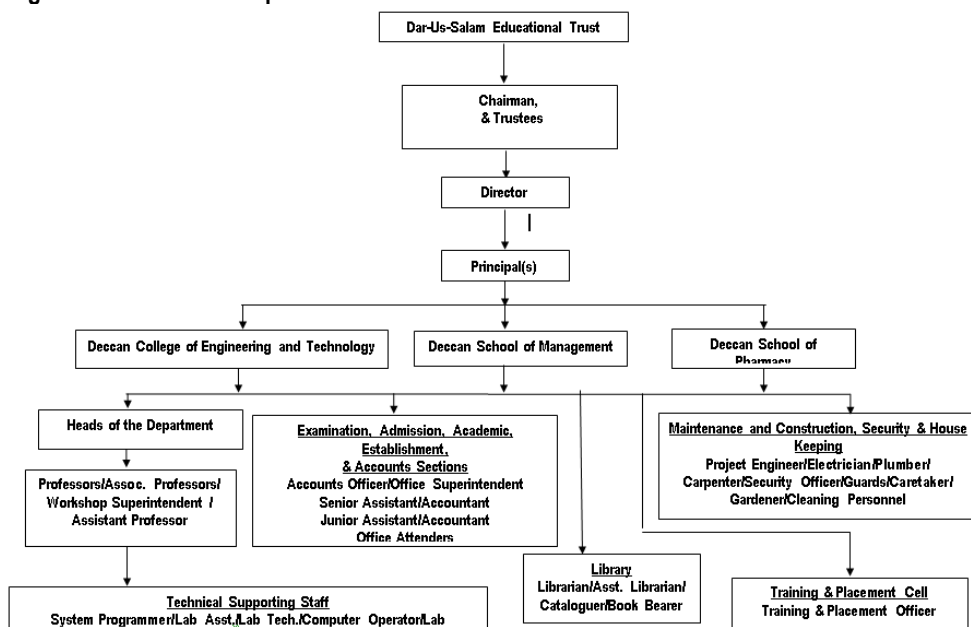 Dar-Us-Salam Educational Trust
Chairman,
& Trustees
Director
Principal(s)
Deccan College of Engineering and Technology
Deccan School of Management
Deccan School of
Pharmacy
Heads of the Department
Examination, Admission, Academic,
Establishment,
& Accounts Sections
Accounts Officer/Office Superintendent
Senior Assistant/Accountant
Junior Assistant/Accountant
Office Attenders
Maintenance and Construction, Security & House
Keeping
Project Engineer/Electrician/Plumber/
Carpenter/Security Officer/Guards/Caretaker/
Gardener/Cleaning Personnel
Professors/Assoc. Professors/
Workshop Superintendent /
Assistant Professor
Library
Librarian/Asst. Librarian/
Cataloguer/Book Bearer
Training & Placement Cell
Training & Placement Officer
Technical Supporting Staff
System Programmer/Lab Asst./Lab Tech./Computer Operator/Lab